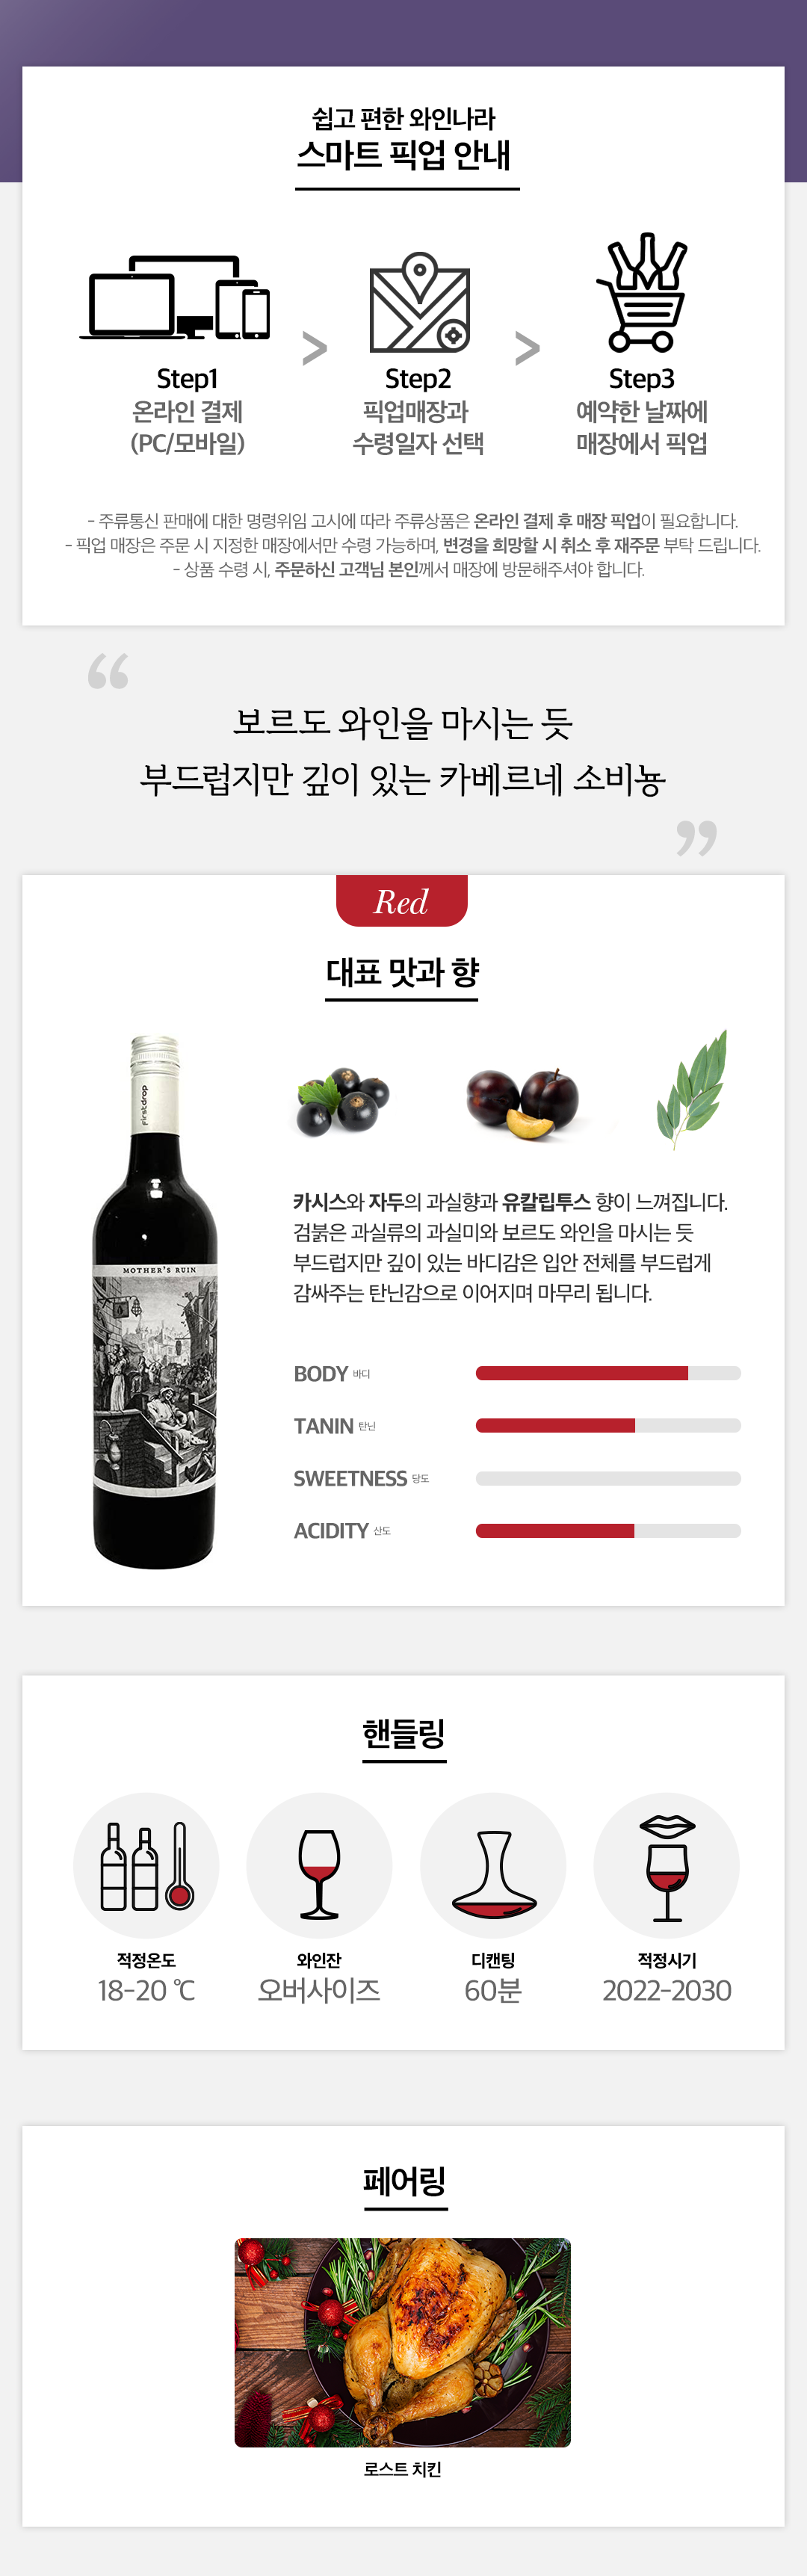 쉽고 편한 와인나라
스마트 픽업 안내
Step1
온라인 결제
(PC/모바일)
>
Step2
픽업매장과
수령일자 선택
>
Step3
예약한 날짜에
매장에서 픽업
- 주류통신 판매에 대한 명령위임 고시에 따라 주류상품은 온라인 결제 후 매장 픽업이 필요합니다.
- 픽업 매장은 주문 시 지정한 매장에서만 수령 가능하며, 변경을 희망할 시 취소 후 재주문 부탁 드립니다.
- 상품 수령 시, 주문하신 고객님 본인께서 매장에 방문해주셔야 합니다.
“
보르도 와인을 마시는 듯
부드럽지만 깊이 있는 카베르네 소비뇽
”
Red
대표 맛과 향
firstdrop
MOTHER'S RUIN
카시스와 자두의 과실향과 유칼립투스 향이 느껴집니다.
검붉은 과실류의 과실미와 보르도 와인을 마시는 듯
부드럽지만 깊이 있는 바디감은 입안 전체를 부드럽게
감싸주는 탄닌감으로 이어지며 마무리 됩니다.
BODY 바디
TANIN 탄닌
SWEETNESS 당도
ACIDITY 산도
핸들링
적정온도
18-20 ℃
와인잔
오버사이즈
디캔팅
60분
적정시기
2022-2030
페어링
로스트 치킨